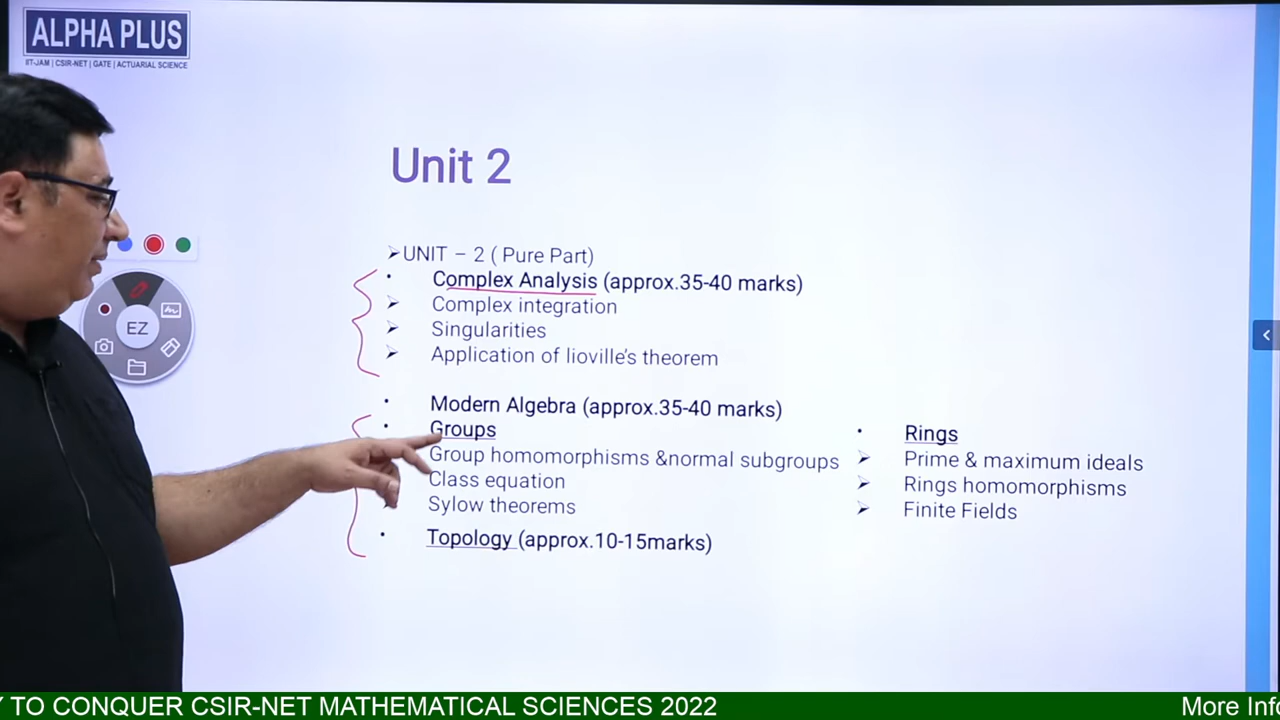 ALPHA PLUS
IIT-JAM | CSIR-NET | GATE | ACTUARIAL SCIENCE
Unit 2
UNIT – 2 ( Pure Part)
Complex Analysis (approx.35-40 marks)
Complex integration
Singularities
Application of lioville's theorem
Modern Algebra (approx.35-40 marks)
Groups
Group homomorphisms &normal subgroups
Class equation
Sylow theorems
Topology (approx.10-15marks)
Rings
Prime & maximum ideals
Rings homomorphisms
Finite Fields
EZ
TO CONQUER CSIR-NET MATHEMATICAL SCIENCES 2022
More